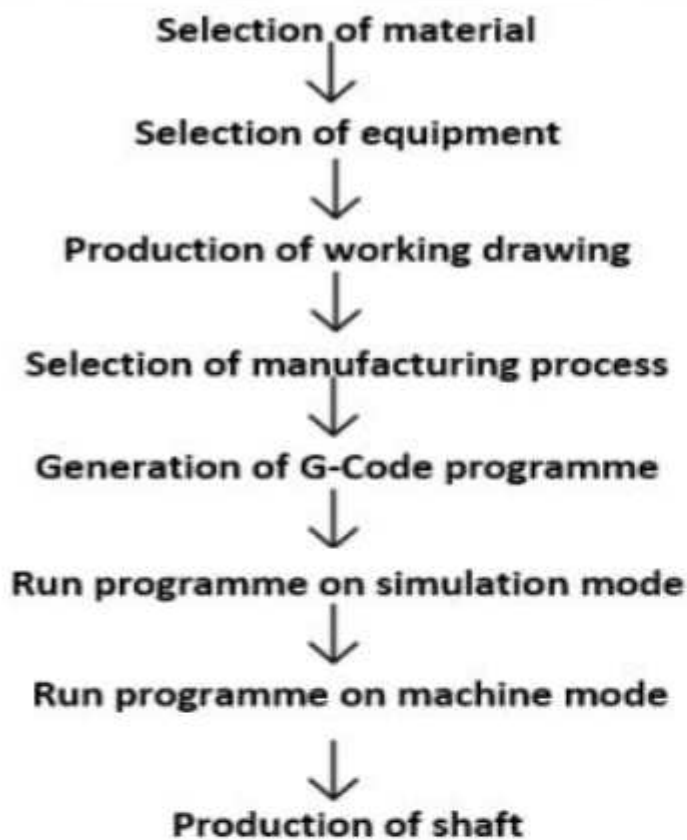 Selection of material
Selection of equipment
Production of working drawing
Selection of manufacturing process
Generation of G-Code programme
Run programme on simulation mode
Run programme on machine mode
Production of shaft